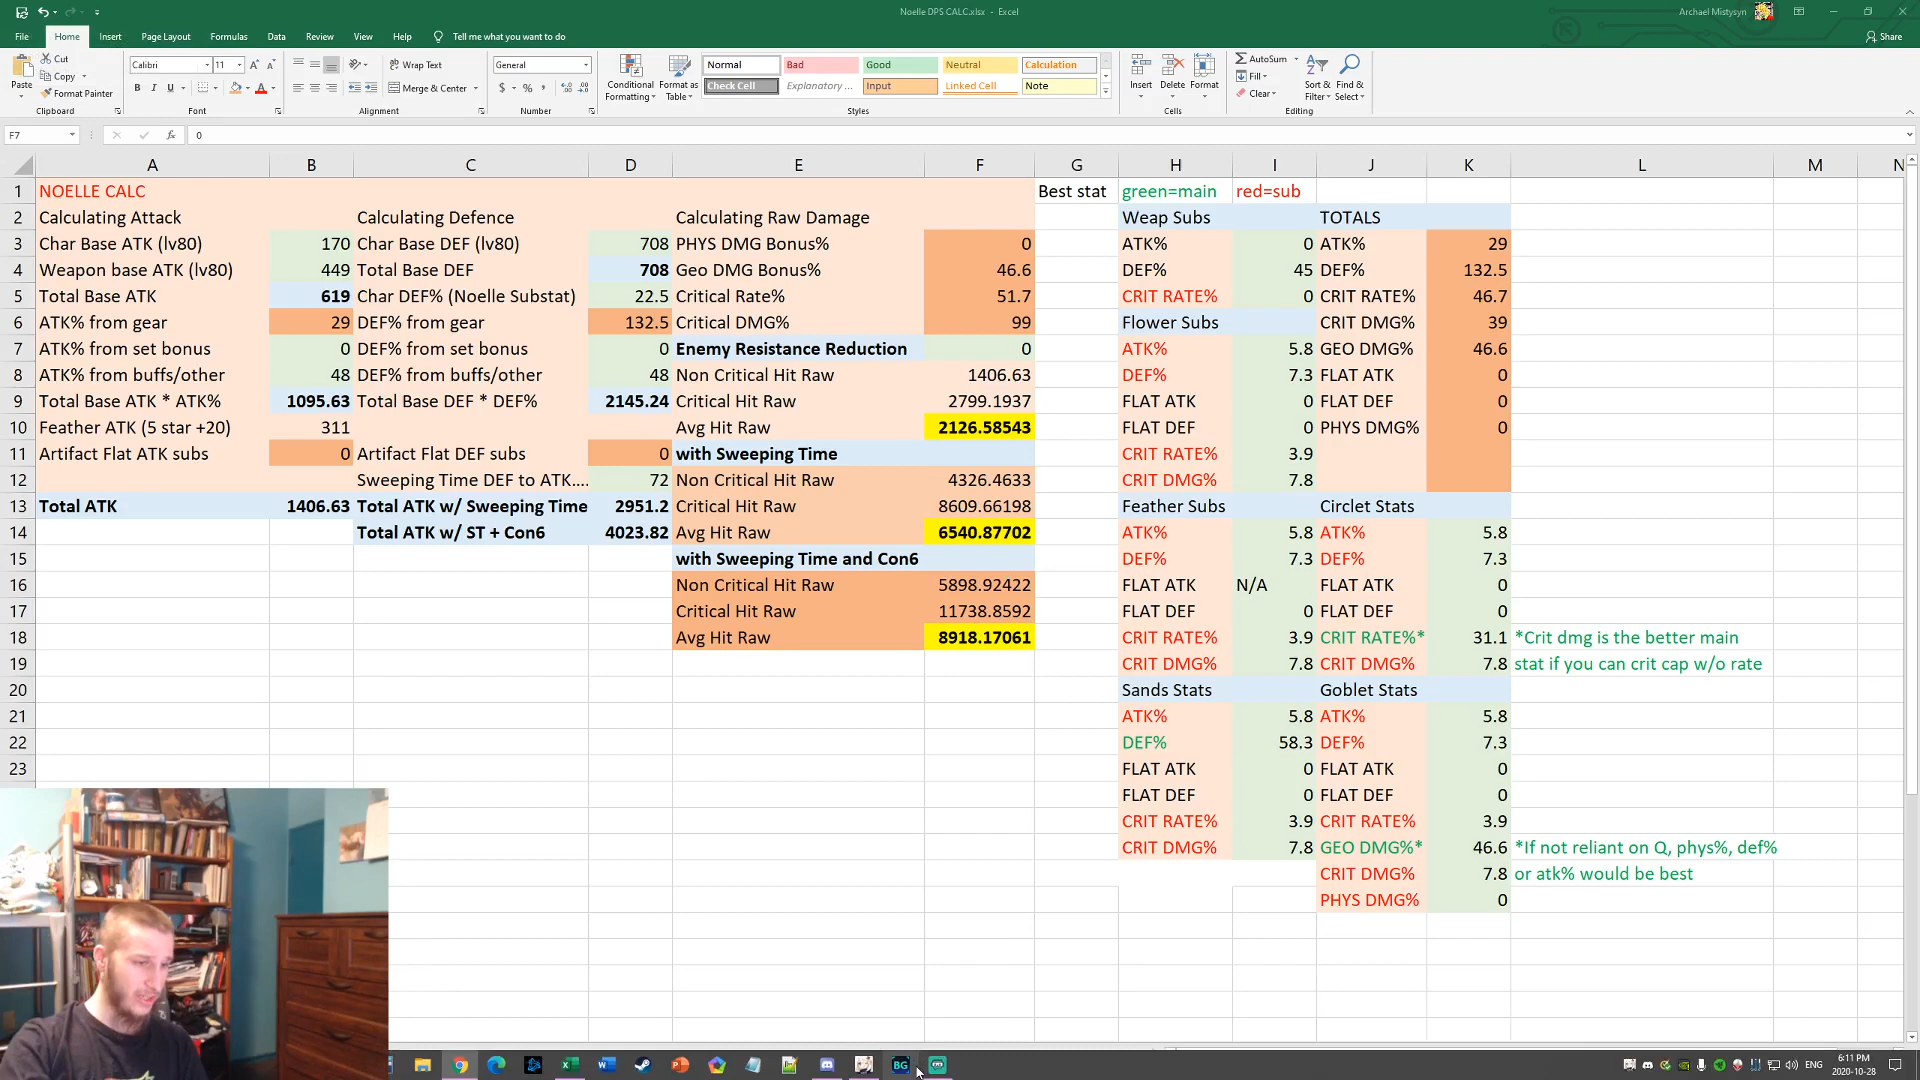 Noelle DPS CALC.xlsx - Excel
Archael Mistysyn
File Home Insert Page Layout Formulas Data Review View Help Tell me what you want to do
Share
Paste
Cut
Copy
Format Painter
Clipboard
Calibri 11
B I U
Font
Wrap Text
Merge & Center
Alignment
General
$ % ,
Number
Conditional Formatting
Format as Table
Normal Bad Good Neutral Calculation
Check Cell Explanatory ... Input Linked Cell Note
Styles
Insert Delete Format
Cells
AutoSum
Fill
Clear
Sort & Filter
Find & Select
Editing
F7 fx 0
A B C D E F G H I J K L M N
1 NOELLE CALC Best stat green=main red=sub
2 Calculating Attack Calculating Defence Calculating Raw Damage Weap Subs TOTALS
3 Char Base ATK (lv80) 170 Char Base DEF (lv80) 708 PHYS DMG Bonus% 0 ATK% 0 ATK% 29
4 Weapon base ATK (lv80) 449 Total Base DEF 708 Geo DMG Bonus% 46.6 DEF% 45 DEF% 132.5
5 Total Base ATK 619 Char DEF% (Noelle Substat) 22.5 Critical Rate% 51.7 CRIT RATE% 0 CRIT RATE% 46.7
6 ATK% from gear 29 DEF% from gear 132.5 Critical DMG% 99 Flower Subs CRIT DMG% 39
7 ATK% from set bonus 0 DEF% from set bonus 0 Enemy Resistance Reduction 0 ATK% 5.8 GEO DMG% 46.6
8 ATK% from buffs/other 48 DEF% from buffs/other 48 Non Critical Hit Raw 1406.63 DEF% 7.3 FLAT ATK 0
9 Total Base ATK * ATK% 1095.63 Total Base DEF * DEF% 2145.24 Critical Hit Raw 2799.1937 FLAT ATK 0 FLAT DEF 0
10 Feather ATK (5 star +20) 311 Avg Hit Raw 2126.58543 FLAT DEF 0 PHYS DMG% 0
11 Artifact Flat ATK subs 0 Artifact Flat DEF subs 0 with Sweeping Time CRIT RATE% 3.9
12 Sweeping Time DEF to ATK.... 72 Non Critical Hit Raw 4326.4633 CRIT DMG% 7.8
13 Total ATK 1406.63 Total ATK w/ Sweeping Time 2951.2 Critical Hit Raw 8609.66198 Feather Subs Circlet Stats
14 Total ATK w/ ST + Con6 4023.82 Avg Hit Raw 6540.87702 ATK% 5.8 ATK% 5.8
15 with Sweeping Time and Con6 DEF% 7.3 DEF% 7.3
16 Non Critical Hit Raw 5898.92422 FLAT ATK N/A FLAT ATK 0
17 Critical Hit Raw 11738.8592 FLAT DEF 0 FLAT DEF 0
18 Avg Hit Raw 8918.17061 CRIT RATE% 3.9 CRIT RATE%* 31.1 *Crit dmg is the better main
19 CRIT DMG% 7.8 CRIT DMG% 7.8 stat if you can crit cap w/o rate
20 Sands Stats Goblet Stats
21 ATK% 5.8 ATK% 5.8
22 DEF% 58.3 DEF% 7.3
23 FLAT ATK 0 FLAT ATK 0
FLAT DEF 0 FLAT DEF 0
CRIT RATE% 3.9 CRIT RATE% 3.9
CRIT DMG% 7.8 GEO DMG%* 46.6 *If not reliant on Q, phys%, def%
CRIT DMG% 7.8 or atk% would be best
PHYS DMG% 0
BG
ENG
6:11 PM
2020-10-28